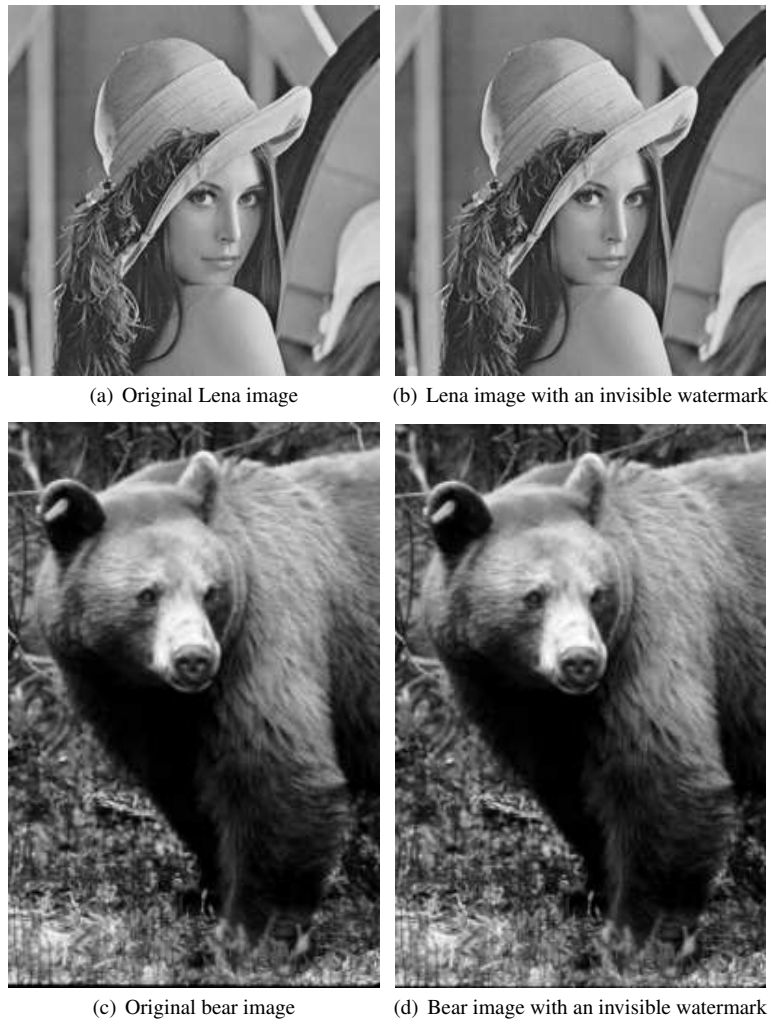 (a) Original Lena image
(b) Lena image with an invisible watermark
(c) Original bear image
(d) Bear image with an invisible watermark